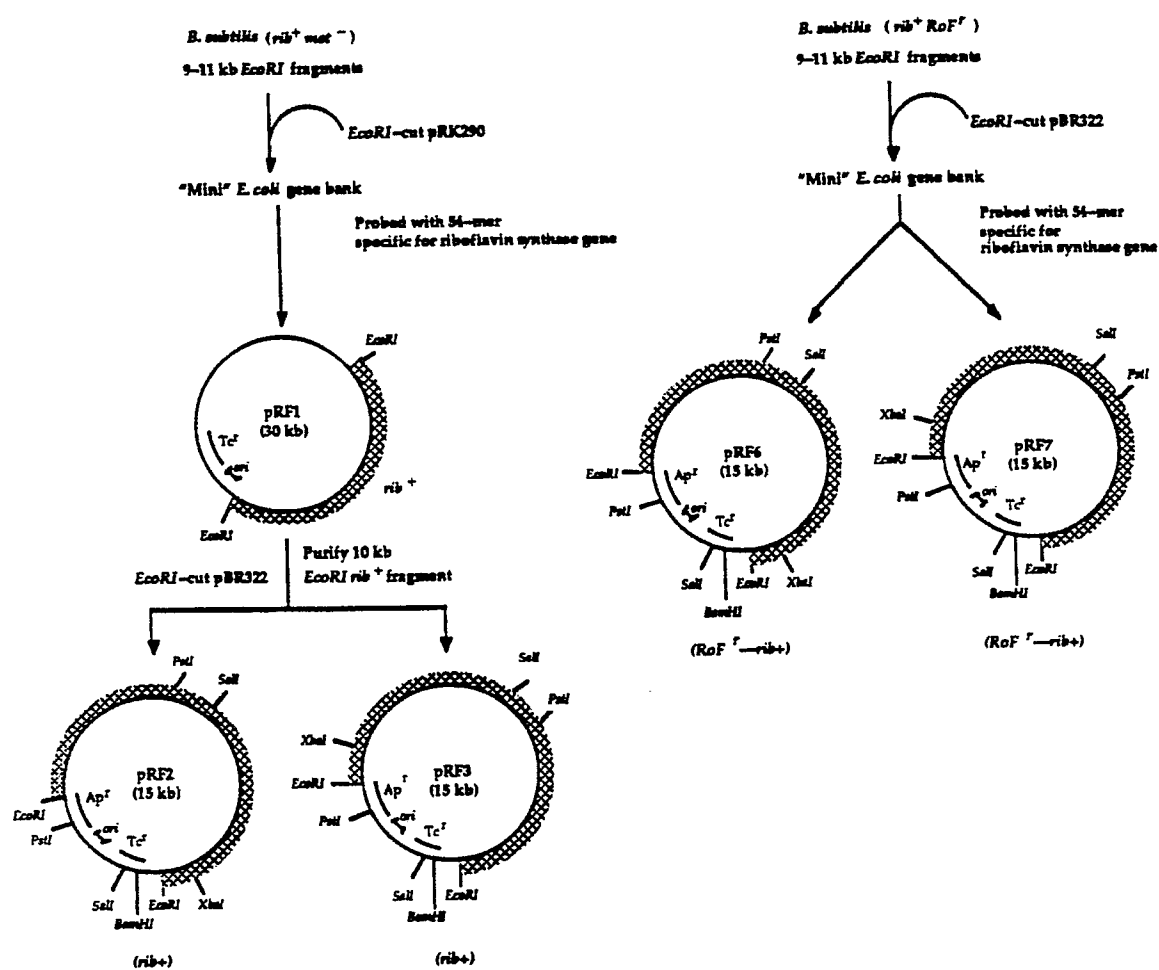 B. subtilis (rib+ met−)
9–11 kb EcoRI fragments
EcoRI–cut pRK290
"Mini" E. coli gene bank
Probed with 54–mer
specific for riboflavin synthase gene
EcoRI
pRF1
(30 kb)
Tcr
ori
rib +
EcoRI
Purify 10 kb
EcoRI rib + fragment
EcoRI–cut pBR322
PstI
SalI
pRF2
(15 kb)
Apr
ori
Tcr
EcoRI
PstI
SalI
BamHI
EcoRI
XbaI
(rib+)
SalI
PstI
XbaI
EcoRI
pRF3
(15 kb)
Apr
ori
Tcr
PstI
SalI
BamHI
EcoRI
(rib+)
B. subtilis (rib+ RoFr)
9–11 kb EcoRI fragments
EcoRI–cut pBR322
"Mini" E. coli gene bank
Probed with 54–mer
specific for
riboflavin synthase gene
PstI
SalI
pRF6
(15 kb)
Apr
ori
Tcr
EcoRI
PstI
SalI
BamHI
EcoRI
XbaI
(RoF r—rib+)
SalI
PstI
XbaI
EcoRI
pRF7
(15 kb)
Apr
ori
Tcr
PstI
SalI
BamHI
EcoRI
(RoF r—rib+)